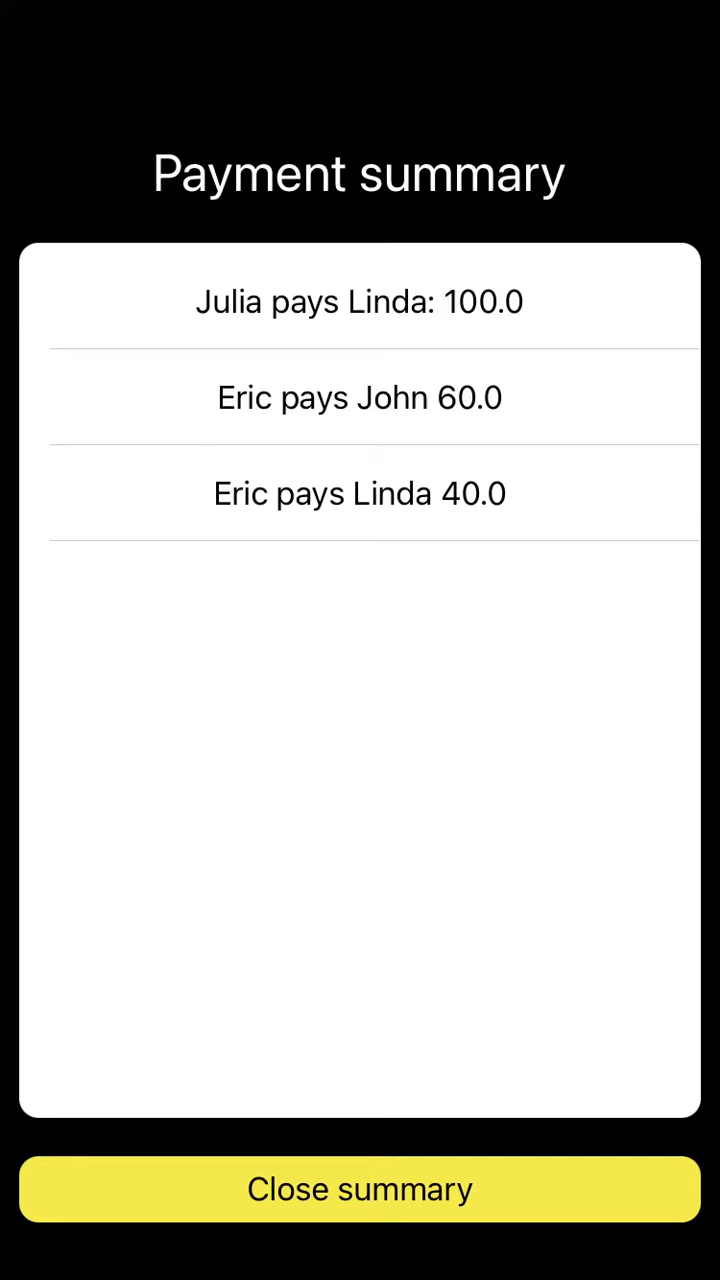 Payment summary
Julia pays Linda: 100.0
Eric pays John 60.0
Eric pays Linda 40.0
Close summary